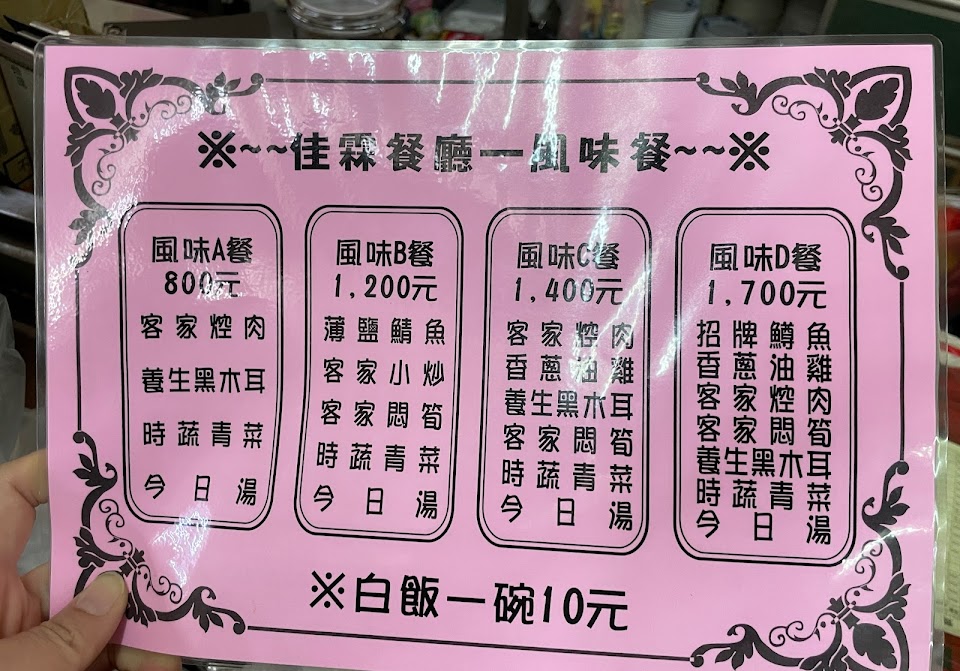 ※~~佳霖餐廳—風味餐~~※
風味A餐
800元
客家焢肉
養生黑木耳
時蔬青菜
今日湯
風味B餐
1,200元
薄鹽鯖魚
客家小炒
客家悶筍
時蔬青菜
今日湯
風味C餐
1,400元
客家焢肉
香蔥油雞
養生黑木耳
客家悶筍
時蔬青菜
今日湯
風味D餐
1,700元
招牌鱒魚
香蔥油雞
客家焢肉
客家悶筍
養生黑木耳
時蔬青菜
今日湯
※白飯一碗10元